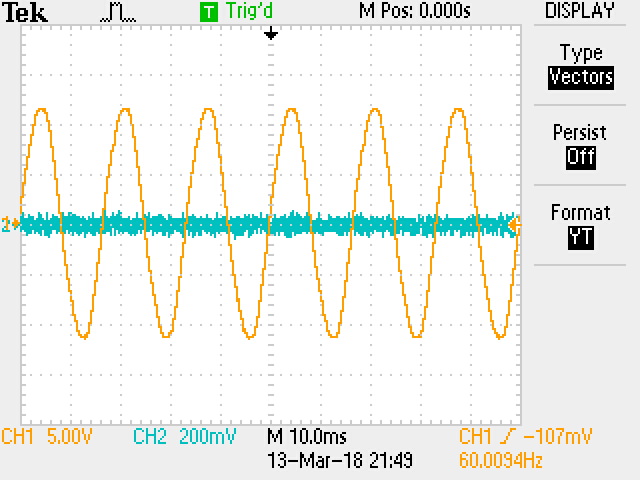 Tek T Trig'd M Pos: 0.000s DISPLAY
Type
Vectors
Persist
Off
Format
YT
1
2
CH1 5.00V CH2 200mV M 10.0ms CH1 -107mV
13-Mar-18 21:49 60.0094Hz